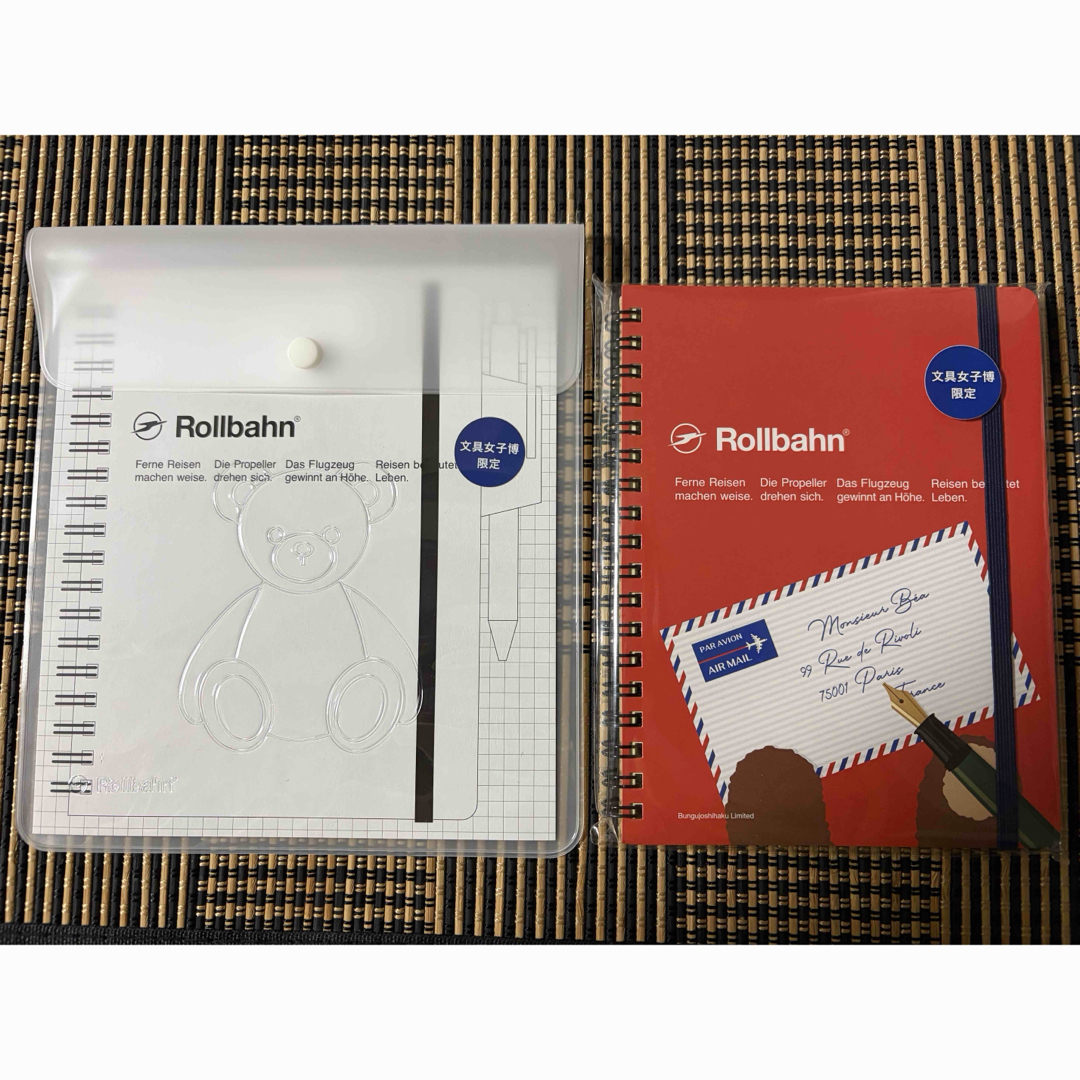 Rollbahn®
文具女子博
限定
Ferne Reisen Die Propeller Das Flugzeug Reisen
machen weise. drehen sich. gewinnt an Höhe. Leben.
Rollbahn
文具女子博
限定
Rollbahn®
Ferne Reisen Die Propeller Das Flugzeug Reisen
machen weise. drehen sich. gewinnt an Höhe. Leben.
PAR AVION
AIR MAIL
Monsieur Béa
99 Rue de Rivoli
75001 Paris
France
Bungujoshihaku Limited